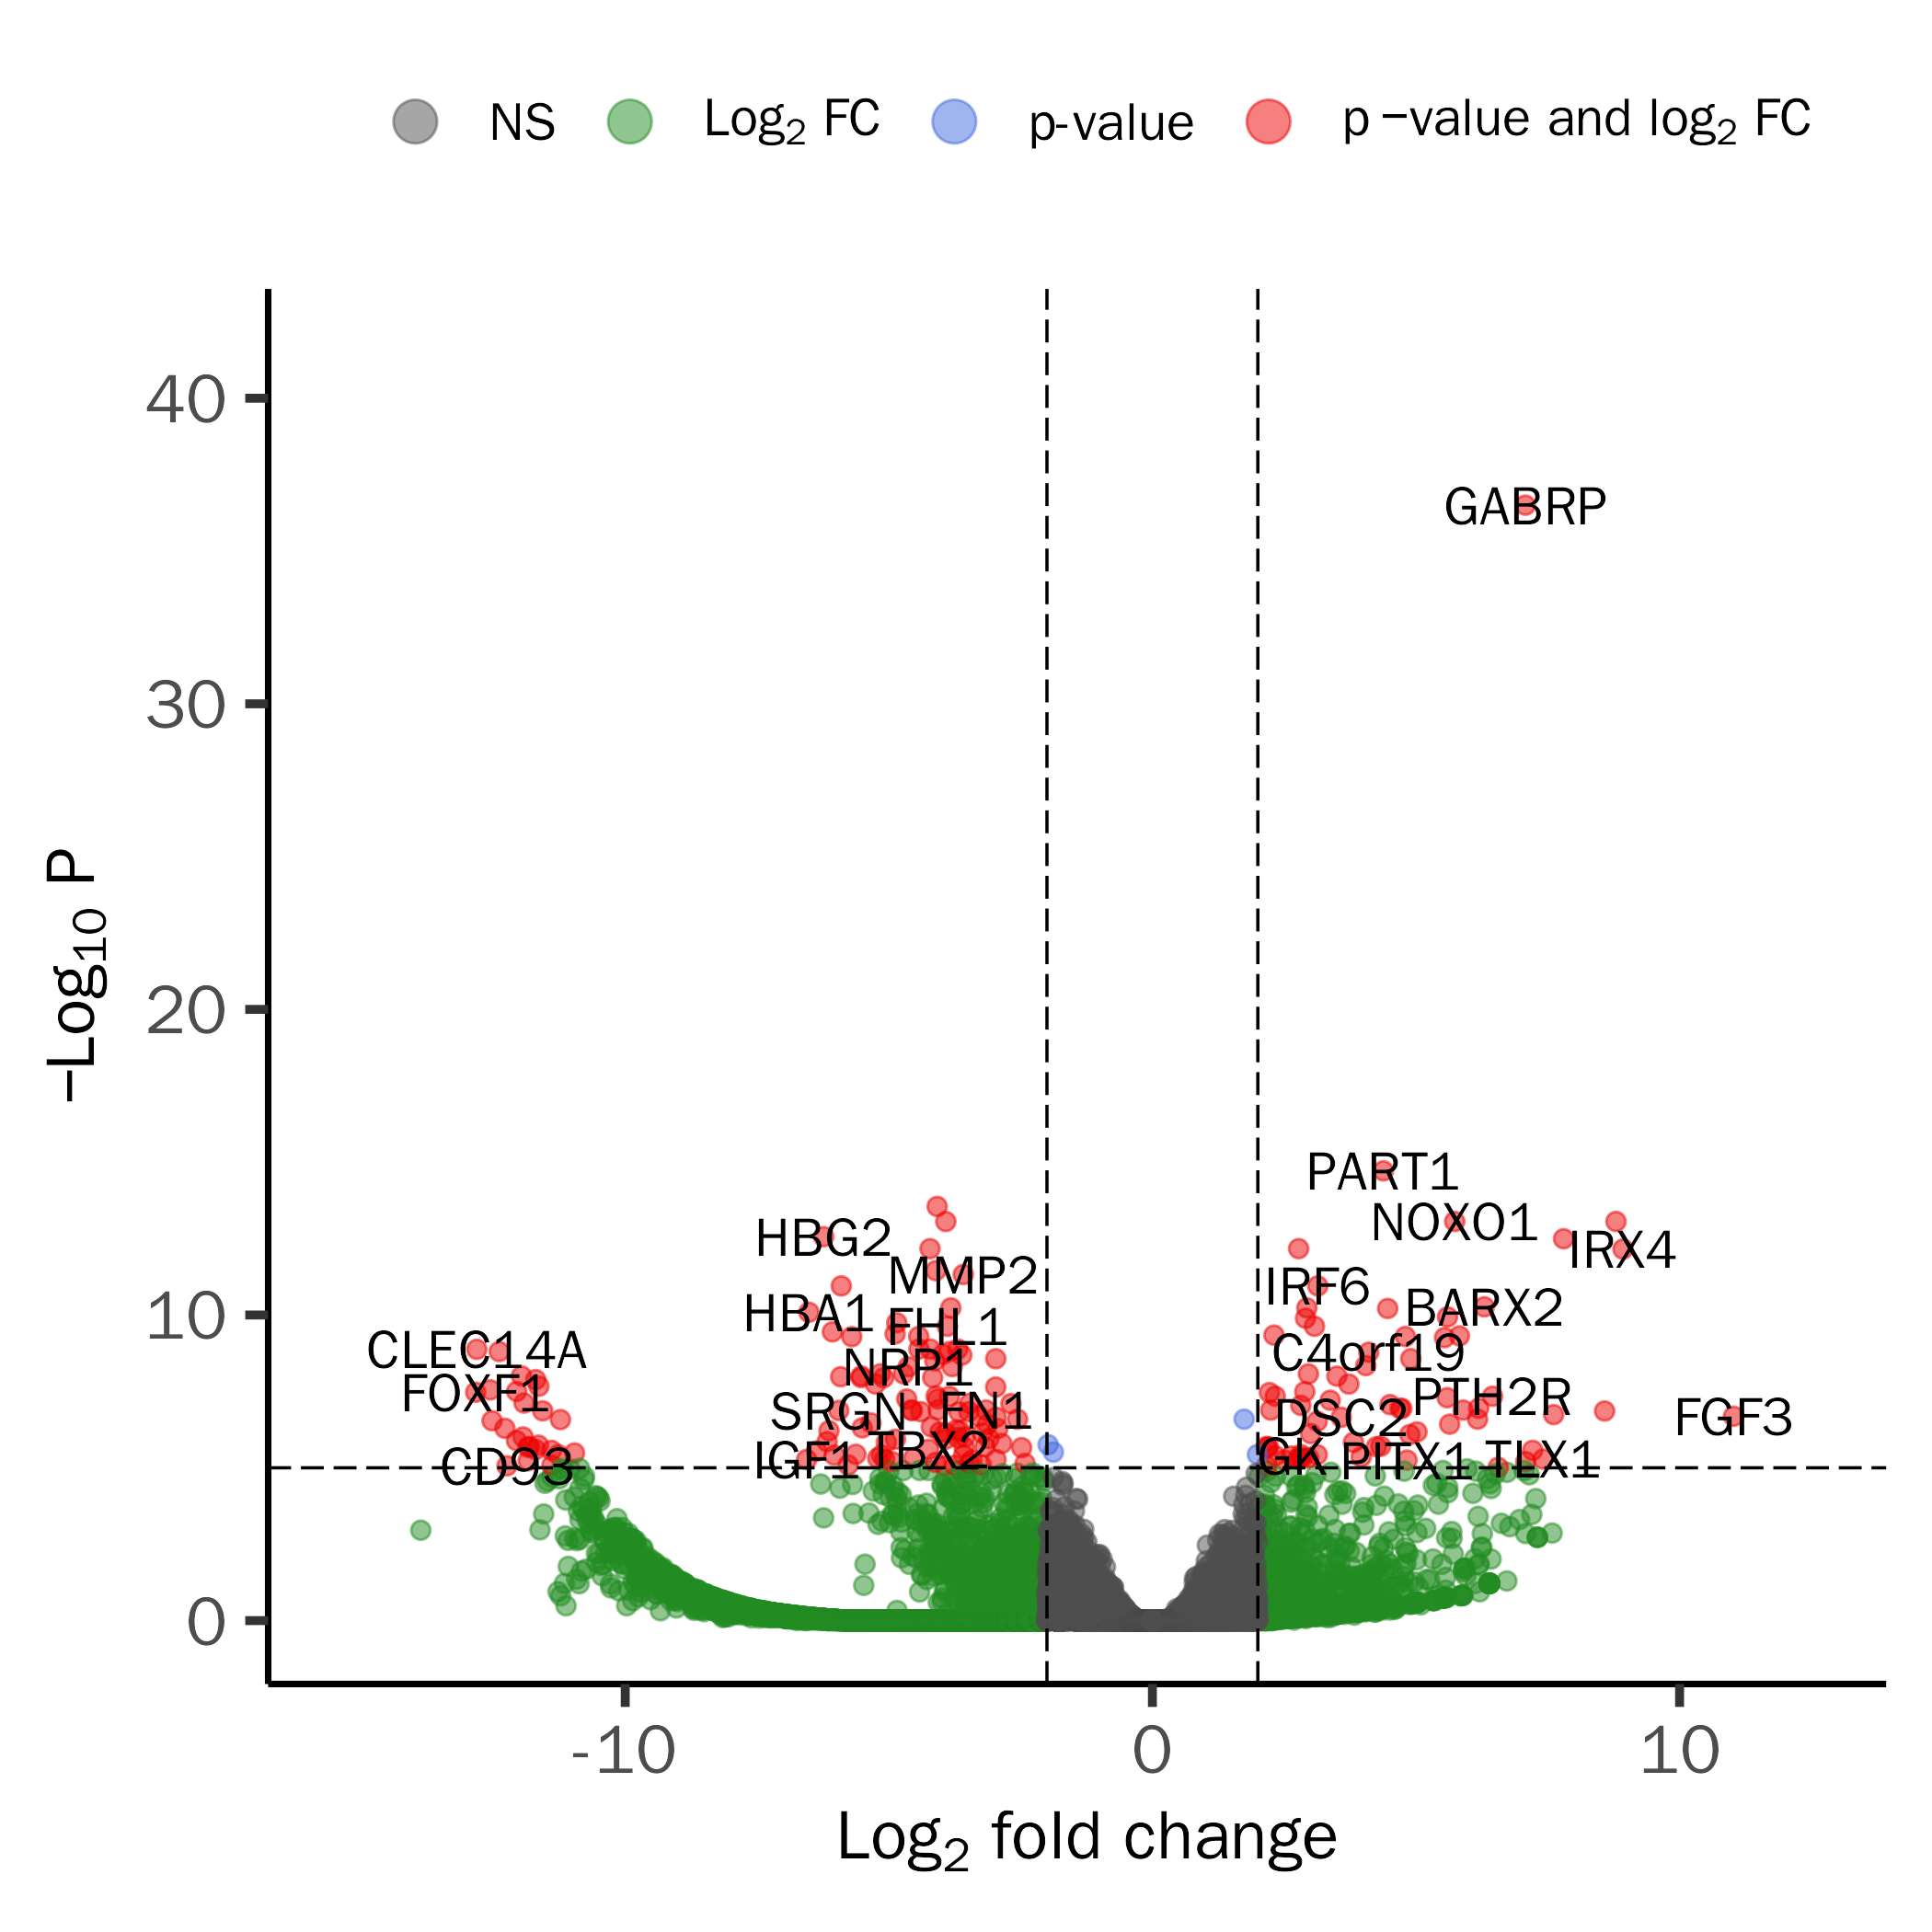 NS Log₂ FC p-value p −value and log₂ FC
40
30
20
10
0
−Log₁₀ P
GABRP
PART1
NOXO1
HBG2
IRX4
MMP2
IRF6
HBA1
BARX2
FHL1
CLEC14A
C4orf19
NRP1
FOXF1
PTH2R
SRGN
FN1
DSC2
FGF3
TBX2
IGF1
GK
PITX1
TLX1
CD93
-10 0 10
Log₂ fold change